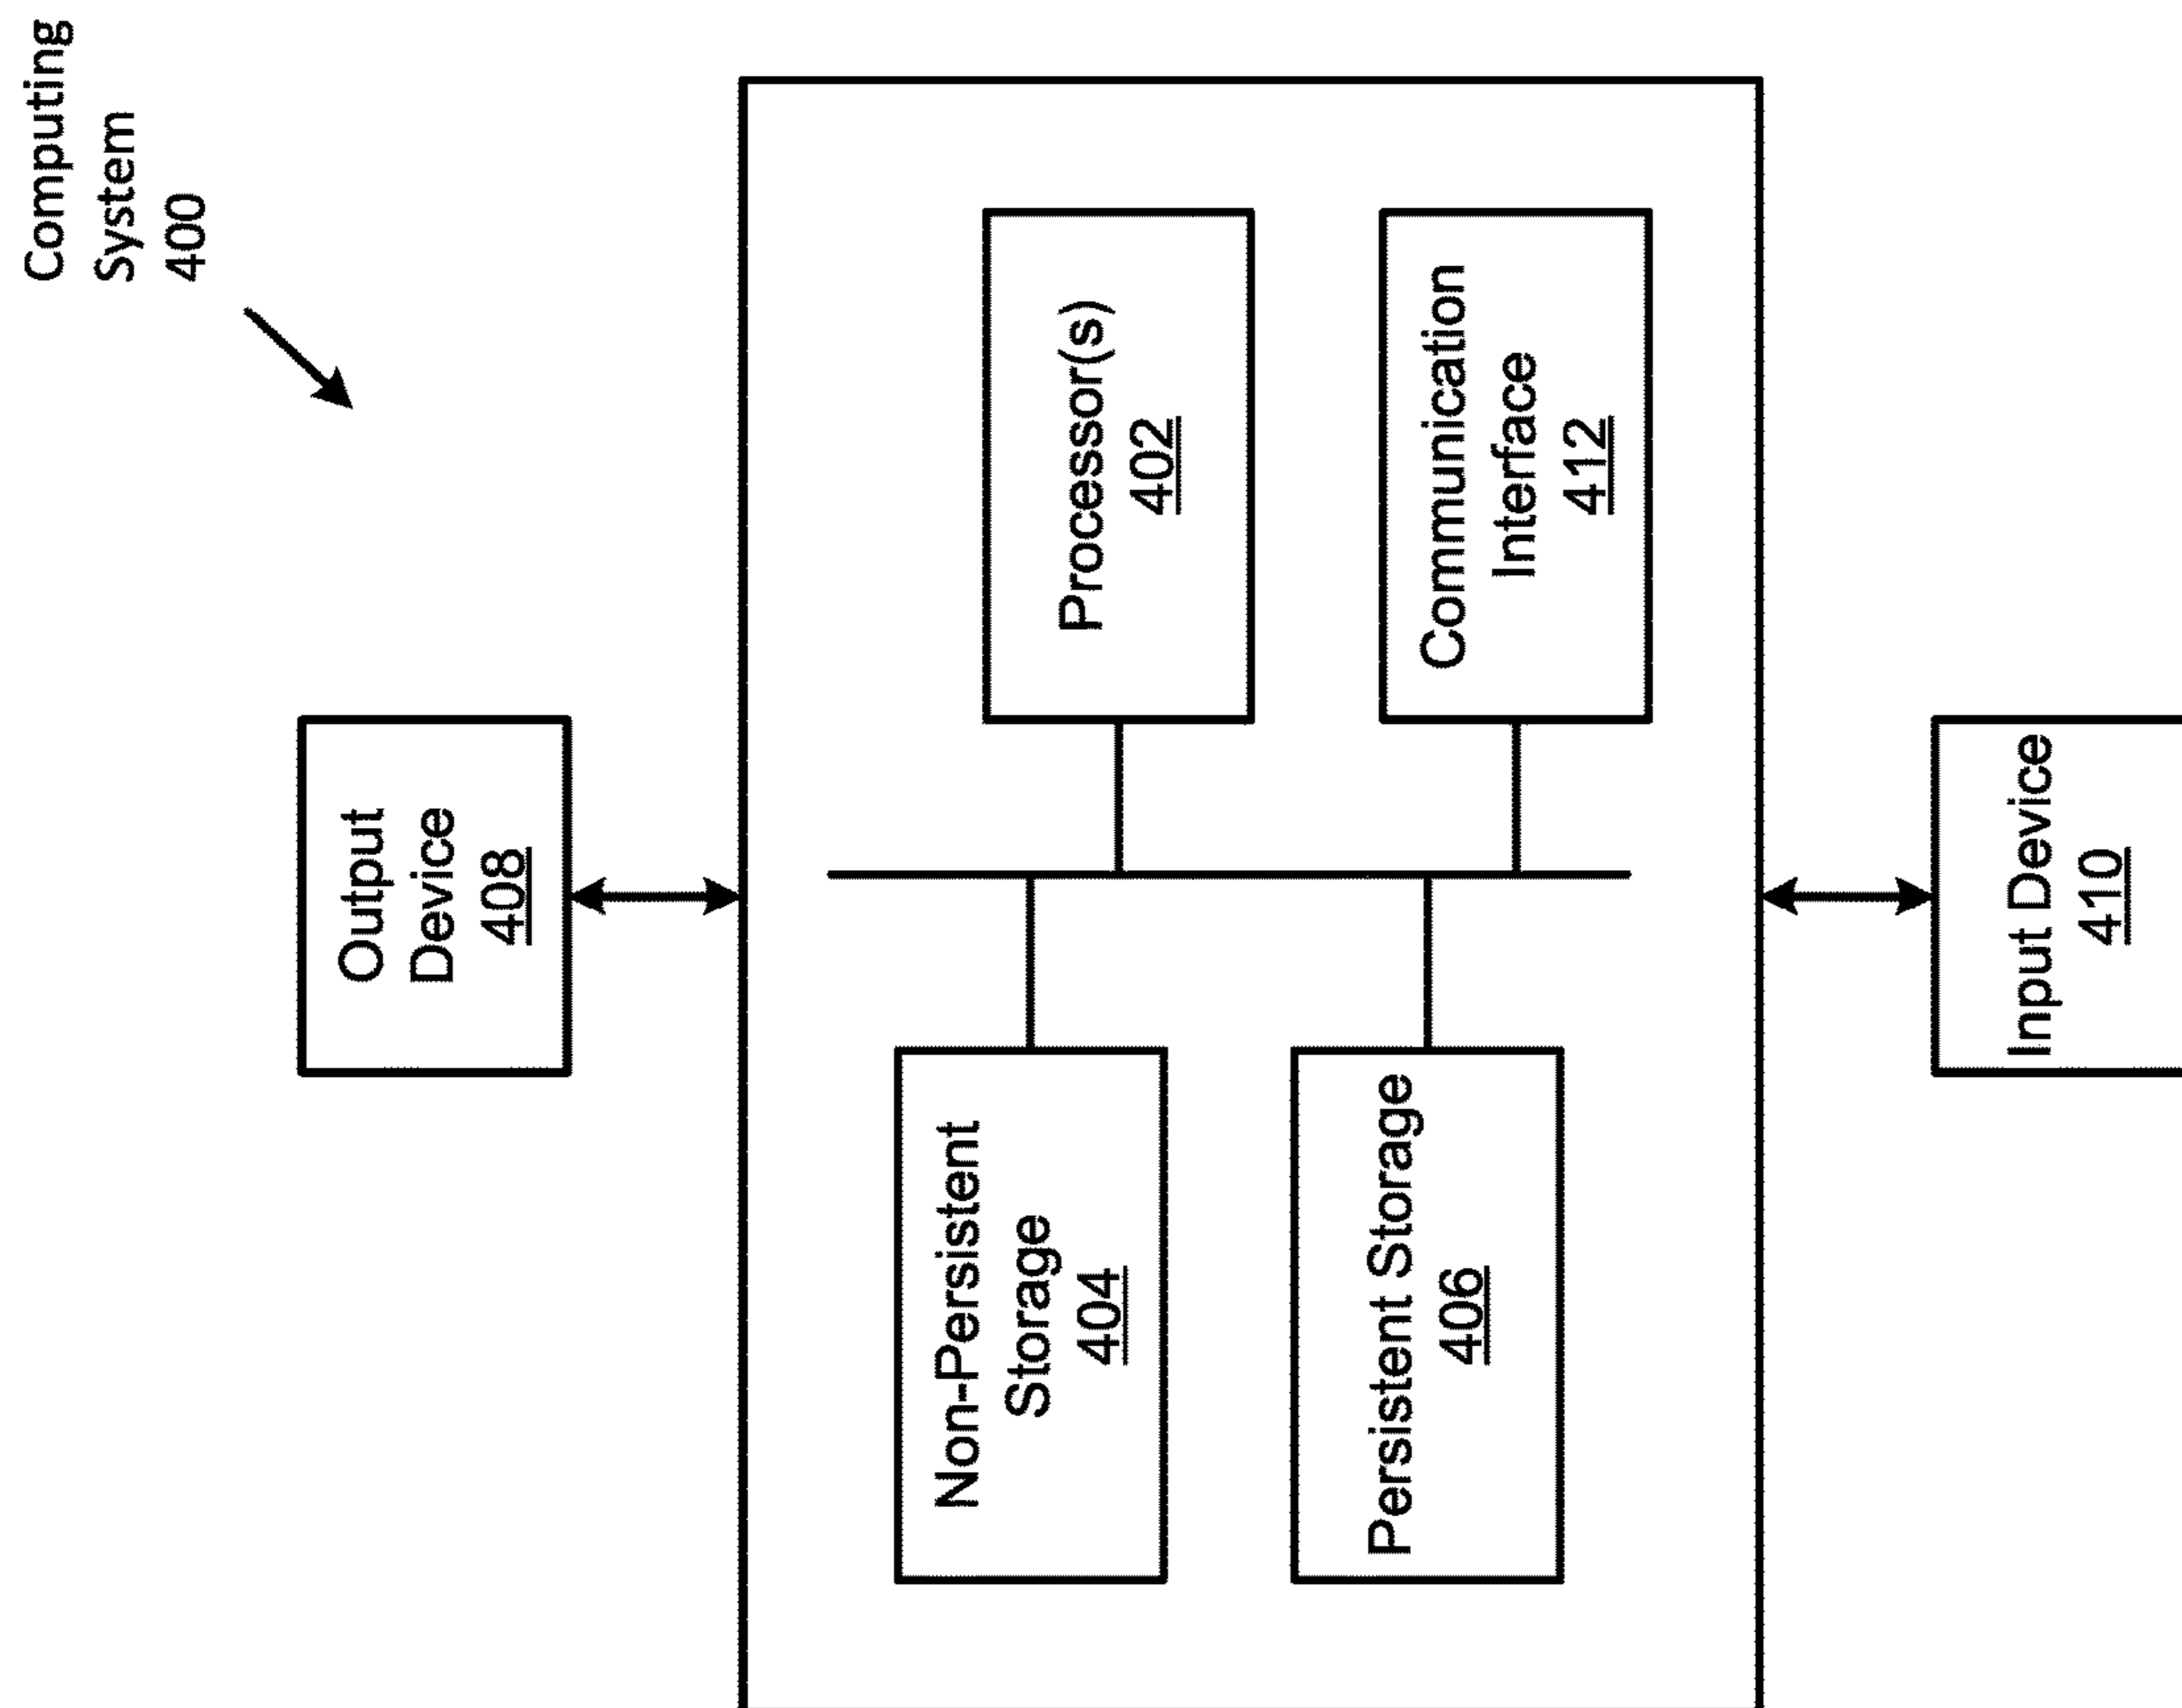 Computing
System
400
Output
Device
408
Non-Persistent
Storage
404
Processor(s)
402
Persistent Storage
406
Communication
Interface
412
Input Device
410